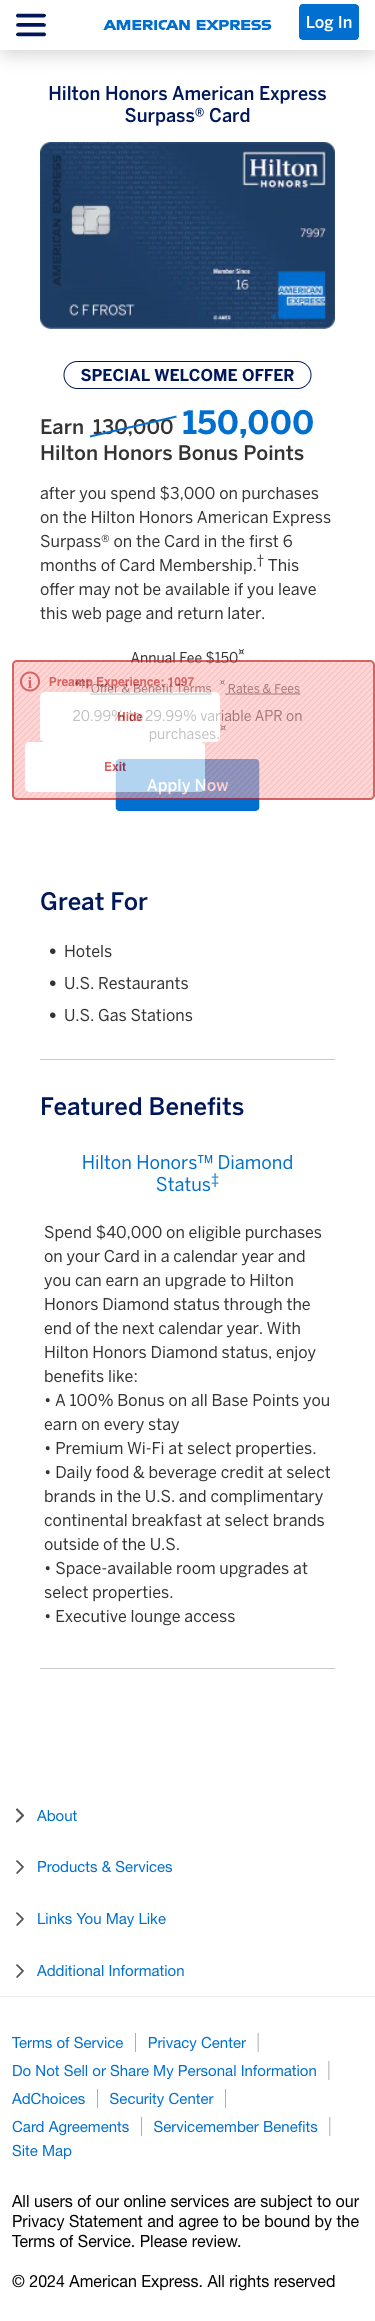 AMERICAN EXPRESS
Log In
Hilton Honors American Express
Surpass® Card
AMERICAN EXPRESS
Hilton
HONORS
7997
Member Since
16
AMERICAN
EXPRESS
C F FROST
© AMEX
SPECIAL WELCOME OFFER
Earn 130,000 150,000
Hilton Honors Bonus Points
after you spend $3,000 on purchases
on the Hilton Honors American Express
Surpass® on the Card in the first 6
months of Card Membership.† This
offer may not be available if you leave
this web page and return later.
Annual Fee $150¤
Preamp Experience: 1097
Offer & Benefit Terms ¤ Rates & Fees
Hide
20.99% to 29.99% variable APR on
purchases.¤
Exit
Apply Now
Great For
• Hotels
• U.S. Restaurants
• U.S. Gas Stations
Featured Benefits
Hilton Honors™ Diamond
Status‡
Spend $40,000 on eligible purchases
on your Card in a calendar year and
you can earn an upgrade to Hilton
Honors Diamond status through the
end of the next calendar year. With
Hilton Honors Diamond status, enjoy
benefits like:
• A 100% Bonus on all Base Points you
earn on every stay
• Premium Wi-Fi at select properties.
• Daily food & beverage credit at select
brands in the U.S. and complimentary
continental breakfast at select brands
outside of the U.S.
• Space-available room upgrades at
select properties.
• Executive lounge access
About
Products & Services
Links You May Like
Additional Information
Terms of Service | Privacy Center |
Do Not Sell or Share My Personal Information |
AdChoices | Security Center |
Card Agreements | Servicemember Benefits |
Site Map
All users of our online services are subject to our
Privacy Statement and agree to be bound by the
Terms of Service. Please review.
© 2024 American Express. All rights reserved